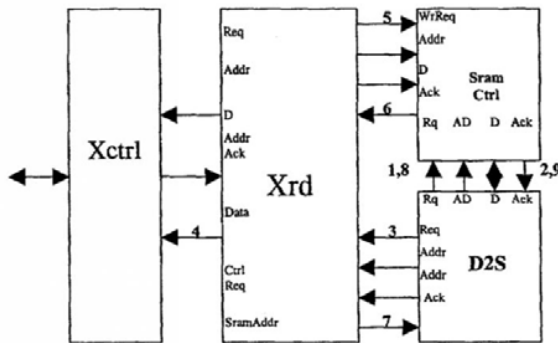 Xctrl
4
Req
Addr
D
Addr
Ack
Xrd
Data
Ctrl
Req
SramAddr
5
6
3
7
WrReq
Addr
D
Ack
Sram
Ctrl
Rq AD D Ack
1,8 2,9
Rq AD D Ack
Req
Addr
Addr
Ack
D2S